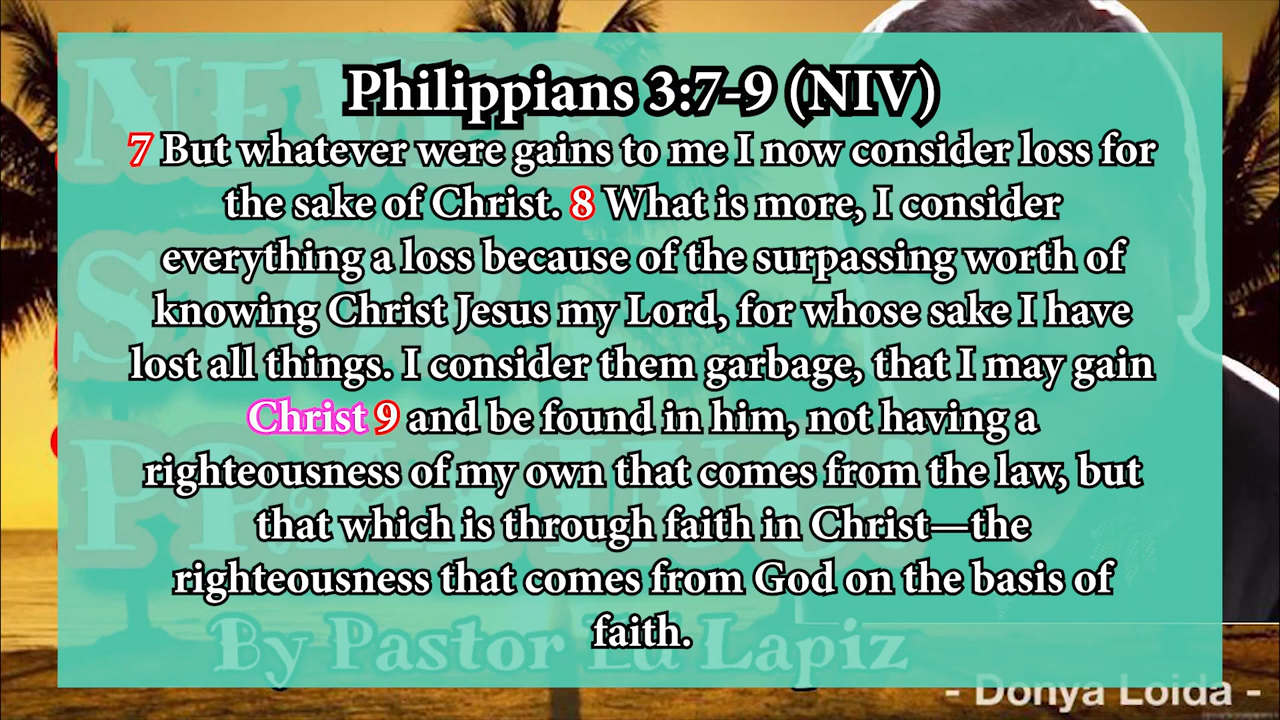 Philippians 3:7-9 (NIV)
7 But whatever were gains to me I now consider loss for
the sake of Christ. 8 What is more, I consider
everything a loss because of the surpassing worth of
knowing Christ Jesus my Lord, for whose sake I have
lost all things. I consider them garbage, that I may gain
Christ 9 and be found in him, not having a
righteousness of my own that comes from the law, but
that which is through faith in Christ—the
righteousness that comes from God on the basis of
faith.
NEVER
STOP
PRAYING!
By Pastor Ed Lapiz
- Donya Loida -